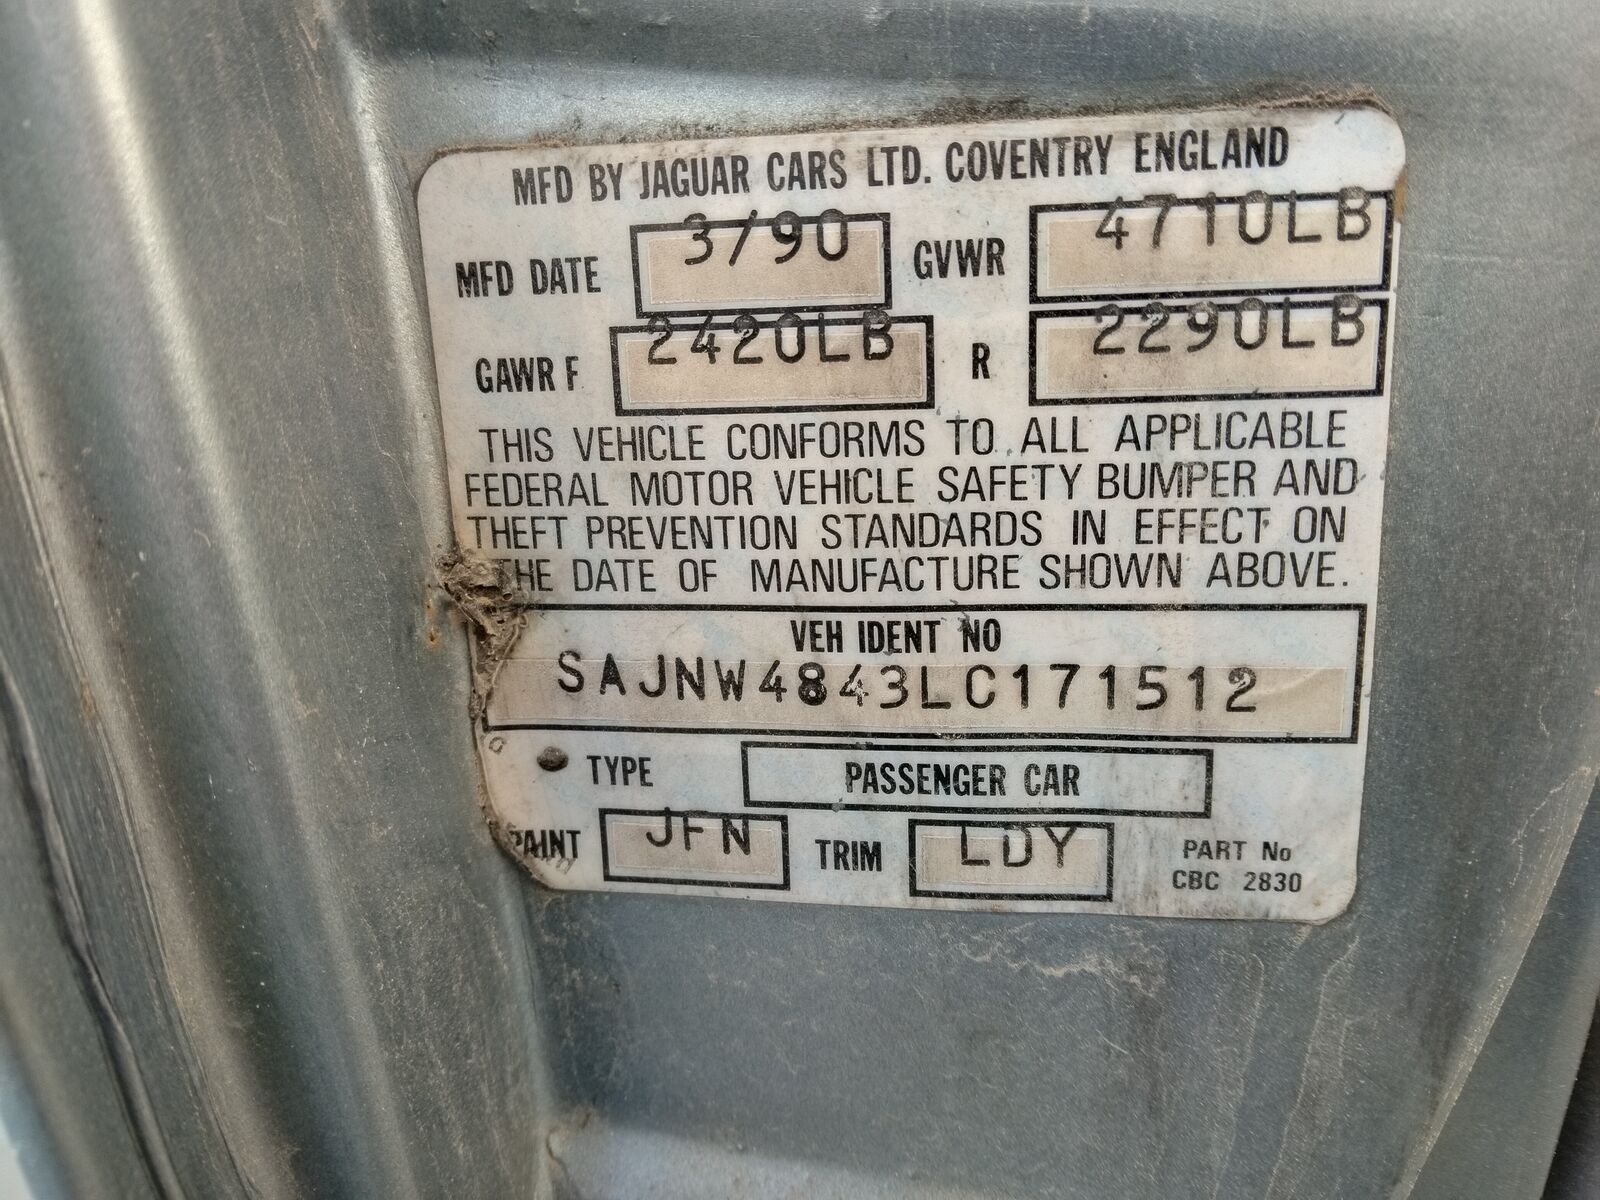 MFD BY JAGUAR CARS LTD. COVENTRY ENGLAND
MFD DATE 3/90 GVWR 4710LB
GAWR F 2420LB R 2290LB
THIS VEHICLE CONFORMS TO ALL APPLICABLE
FEDERAL MOTOR VEHICLE SAFETY BUMPER AND
THEFT PREVENTION STANDARDS IN EFFECT ON
THE DATE OF MANUFACTURE SHOWN ABOVE.
VEH IDENT NO
SAJNW4843LC171512
TYPE PASSENGER CAR
PAINT JFN TRIM LDY PART No
CBC 2830